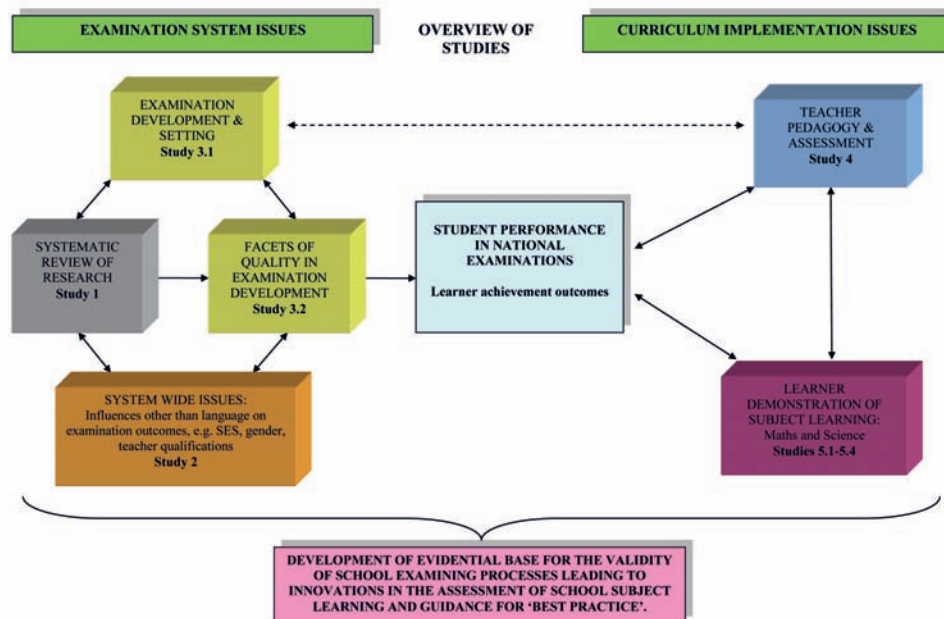 EXAMINATION SYSTEM ISSUES
OVERVIEW OF
STUDIES
CURRICULUM IMPLEMENTATION ISSUES
EXAMINATION
DEVELOPMENT &
SETTING
Study 3.1
TEACHER
PEDAGOGY &
ASSESSMENT
Study 4
SYSTEMATIC
REVIEW OF
RESEARCH
Study 1
FACETS OF
QUALITY IN
EXAMINATION
DEVELOPMENT
Study 3.2
STUDENT PERFORMANCE
IN NATIONAL
EXAMINATIONS
Learner achievement outcomes
SYSTEM WIDE ISSUES:
Influences other than language on
examination outcomes, e.g. SES, gender,
teacher qualifications
Study 2
LEARNER
DEMONSTRATION OF
SUBJECT LEARNING:
Maths and Science
Studies 5.1-5.4
DEVELOPMENT OF EVIDENTIAL BASE FOR THE VALIDITY
OF SCHOOL EXAMINING PROCESSES LEADING TO
INNOVATIONS IN THE ASSESSMENT OF SCHOOL SUBJECT
LEARNING AND GUIDANCE FOR ‘BEST PRACTICE’.